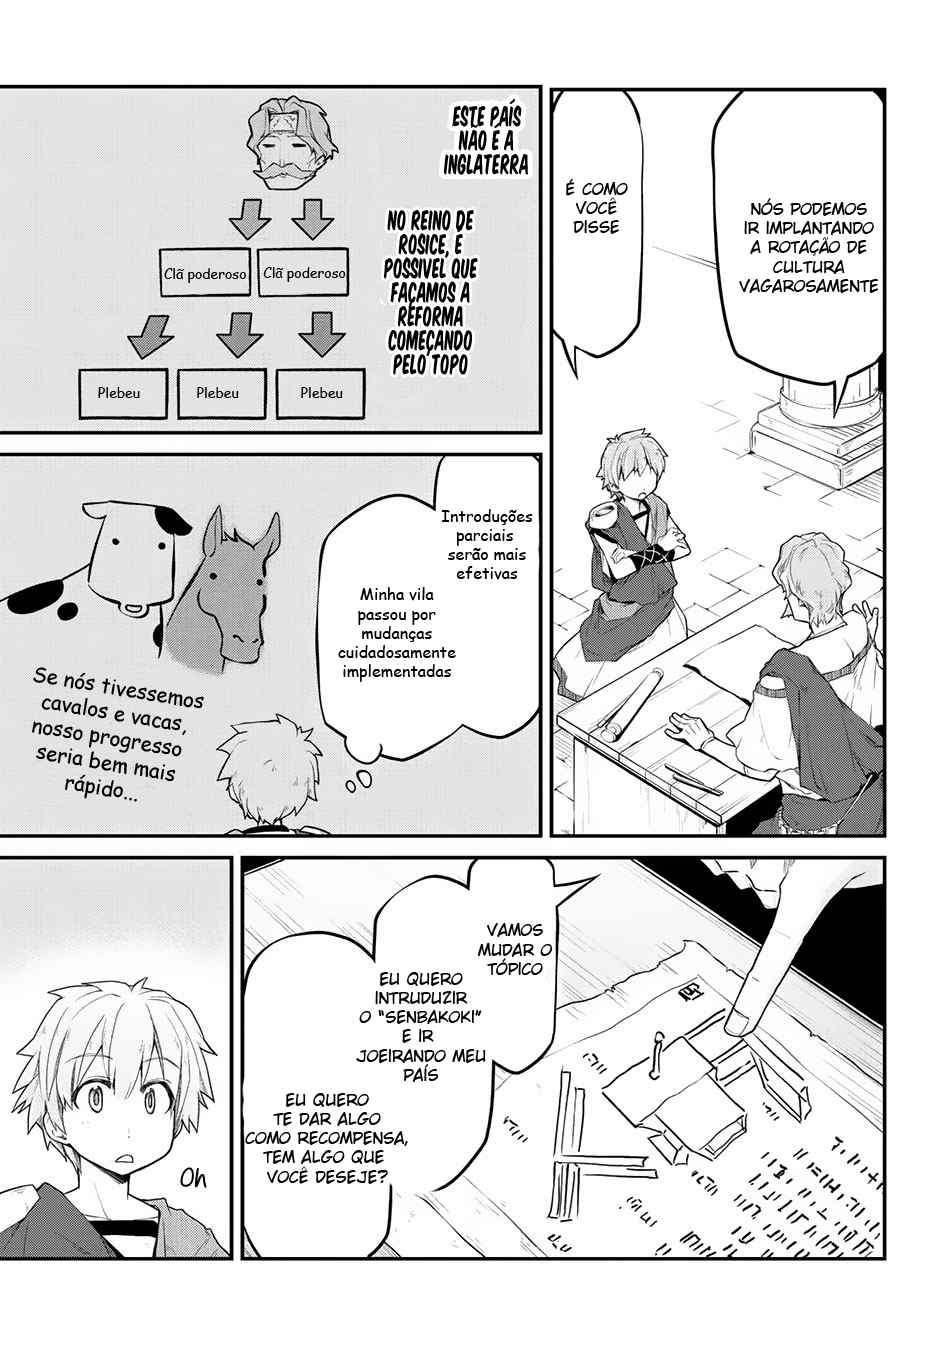 NÓS PODEMOS
IR IMPLANTANDO
A ROTAÇÃO DE
CULTURA
VAGAROSAMENTE
É COMO
VOCÊ
DISSE
ESTE PAÍS
NÃO É A
INGLATERRA
NO REINO DE
ROSICE, E
POSSIVEL QUE
FAÇAMOS A
REFORMA
COMEÇANDO
PELO TOPO
Clã poderoso
Clã poderoso
Plebeu
Plebeu
Plebeu
Introduções
parciais
serão mais
efetivas
Minha vila
passou por
mudanças
cuidadosamente
implementadas
Se nós tivessemos
cavalos e vacas,
nosso progresso
seria bem mais
rápido...
VAMOS
MUDAR O
TÓPICO
EU QUERO
INTRUDUZIR
O “SENBAKOKI”
E IR
JOEIRANDO MEU
PAÍS
EU QUERO
TE DAR ALGO
COMO RECOMPENSA,
TEM ALGO QUE
VOCÊ DESEJE?
Oh